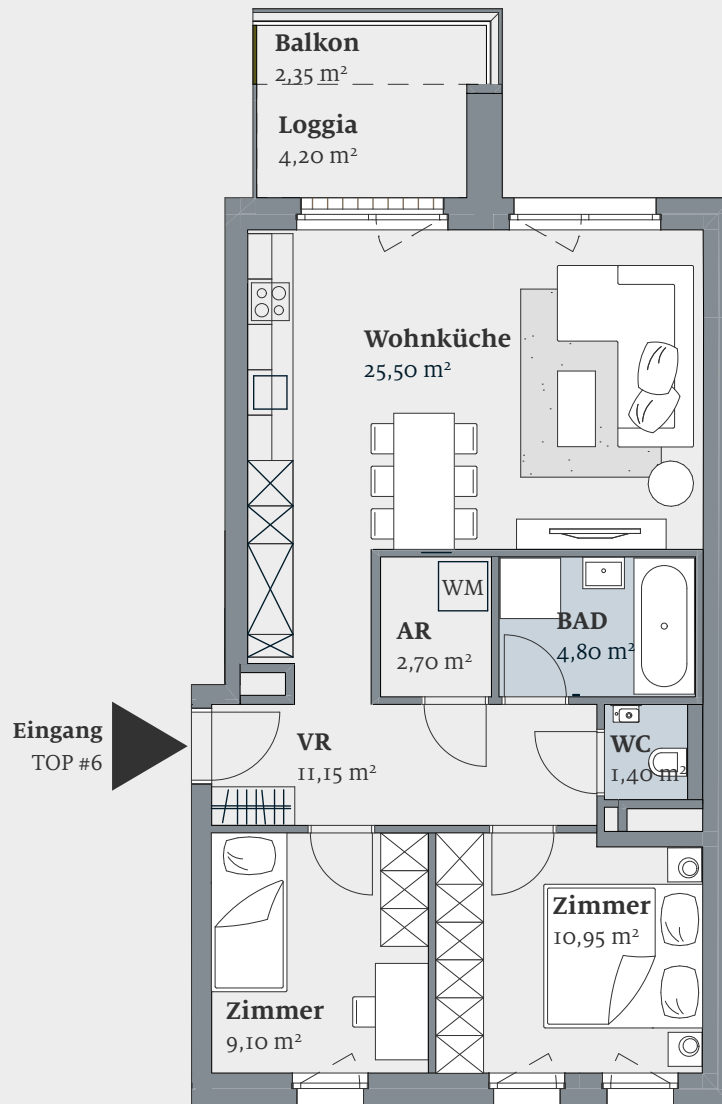 Balkon
2,35 m²
Loggia
4,20 m²
Wohnküche
25,50 m²
WM
AR
2,70 m²
BAD
4,80 m²
Eingang
TOP #6
VR
11,15 m²
WC
1,40 m²
Zimmer
10,95 m²
Zimmer
9,10 m²